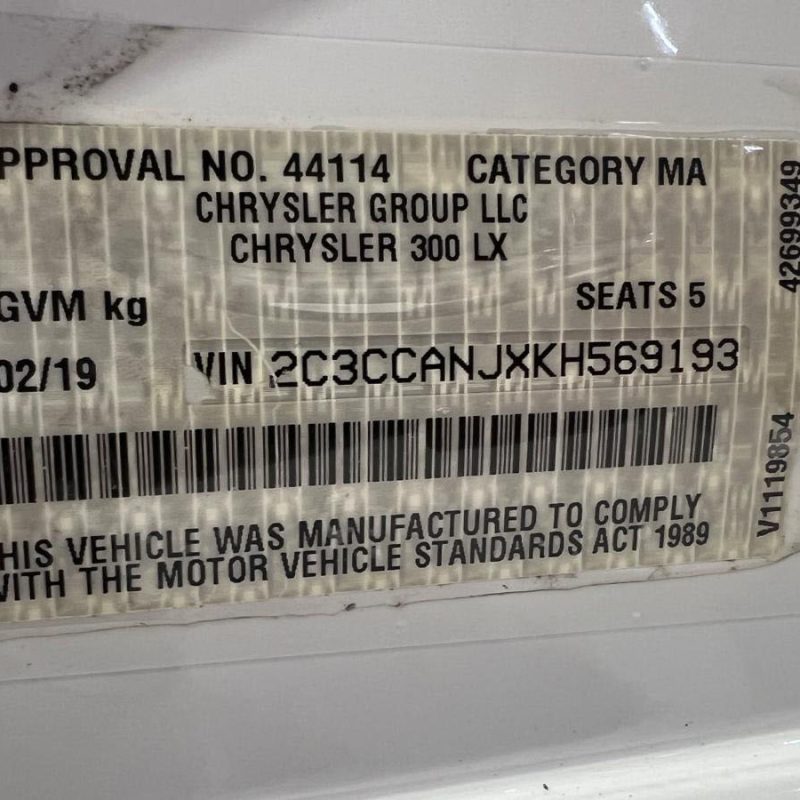 PPROVAL NO. 44114 CATEGORY MA
CHRYSLER GROUP LLC
CHRYSLER 300 LX
GVM kg SEATS 5
02/19 VIN 2C3CCANJXKH569193
HIS VEHICLE WAS MANUFACTURED TO COMPLY
WITH THE MOTOR VEHICLE STANDARDS ACT 1989
42699349
V1119854